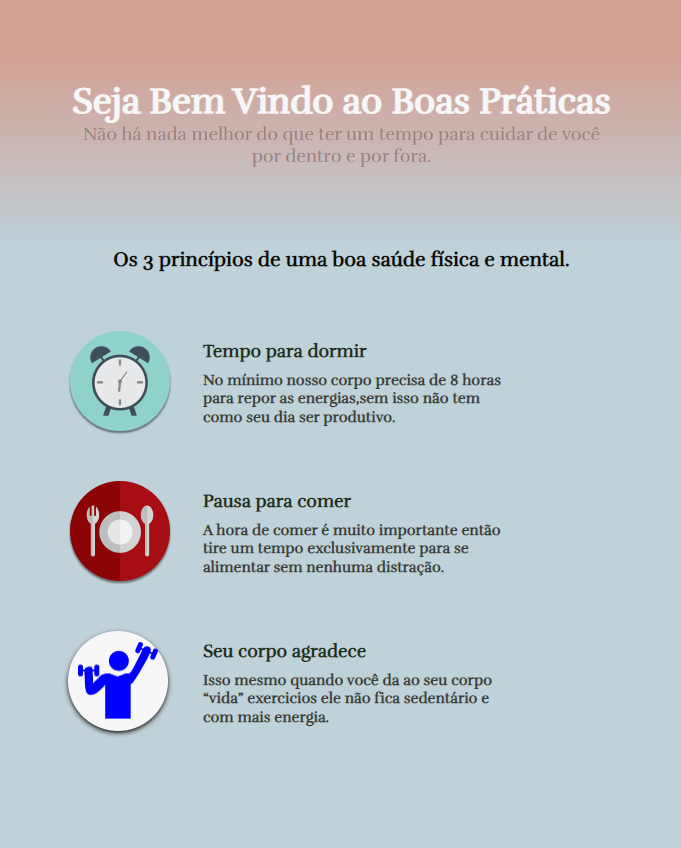 Seja Bem Vindo ao Boas Práticas
Não há nada melhor do que ter um tempo para cuidar de você
por dentro e por fora.
Os 3 princípios de uma boa saúde física e mental.
Tempo para dormir
No mínimo nosso corpo precisa de 8 horas
para repor as energias,sem isso não tem
como seu dia ser produtivo.
Pausa para comer
A hora de comer é muito importante então
tire um tempo exclusivamente para se
alimentar sem nenhuma distração.
Seu corpo agradece
Isso mesmo quando você da ao seu corpo
“vida” exercicios ele não fica sedentário e
com mais energia.